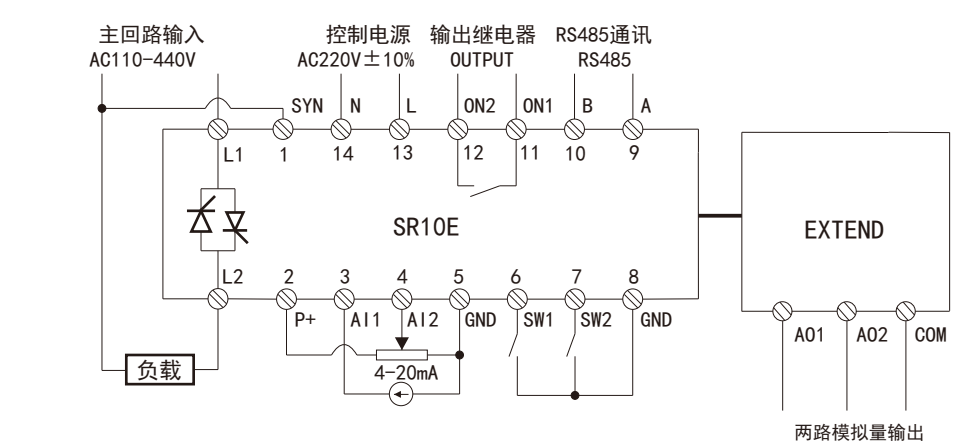 主回路输入 控制电源 输出继电器 RS485通讯
AC110-440V AC220V±10% OUTPUT RS485
SYN N L ON2 ON1 B A
L1 1 14 13 12 11 10 9
SR10E
EXTEND
L2 2 3 4 5 6 7 8
P+ AI1 AI2 GND SW1 SW2 GND
AO1 AO2 COM
负载
4-20mA
两路模拟量输出